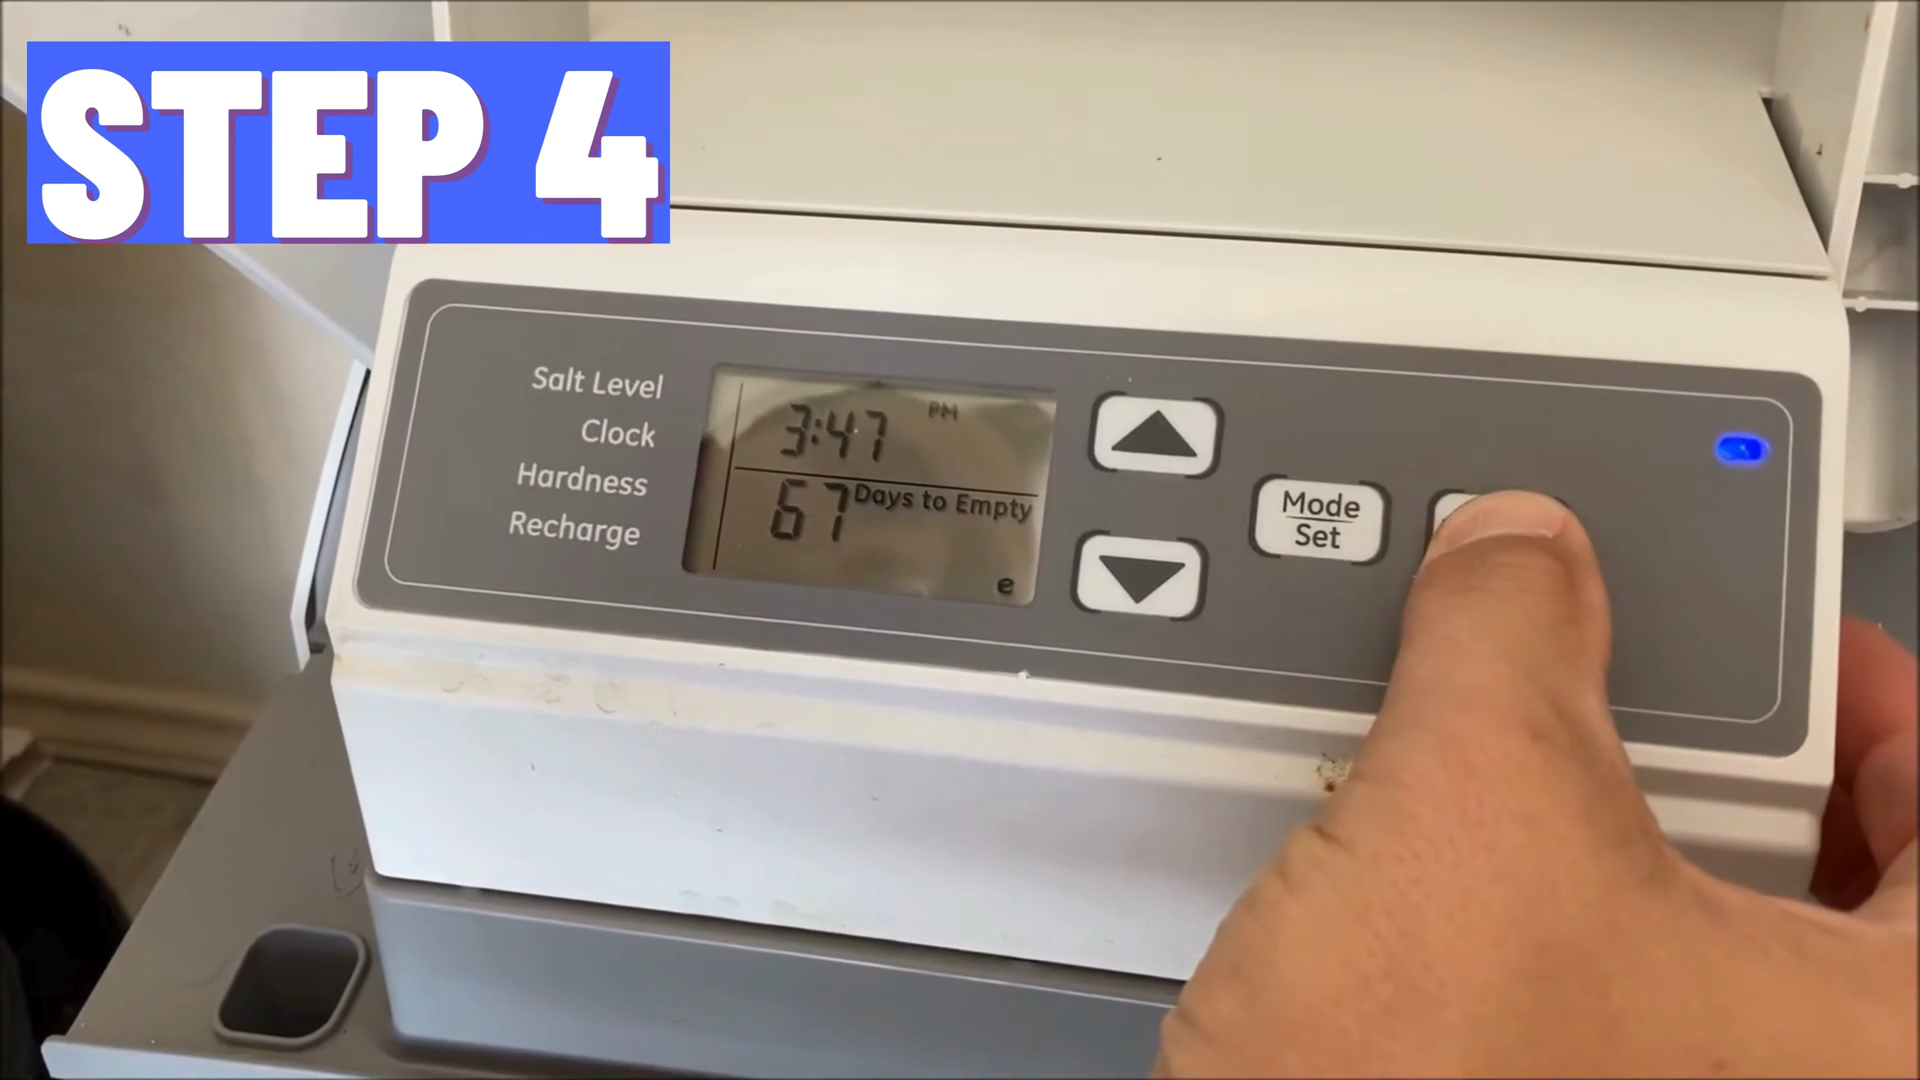 STEP 4
Salt Level
Clock
Hardness
Recharge
3:47 PM
67 Days to Empty
e
Mode
Set